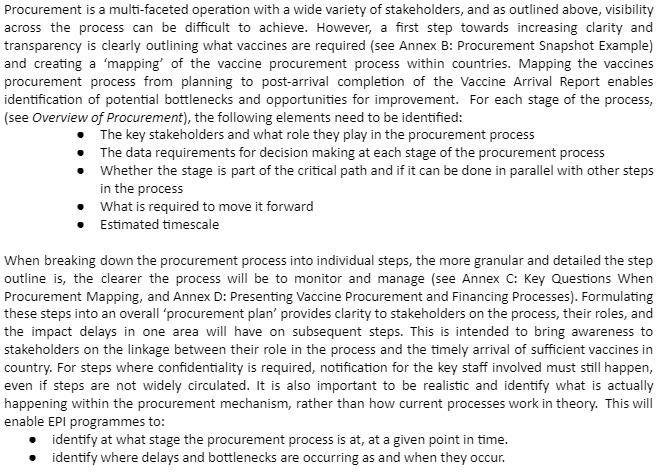 Procurement is a multi-faceted operation with a wide variety of stakeholders, and as outlined above, visibility
across the process can be difficult to achieve. However, a first step towards increasing clarity and
transparency is clearly outlining what vaccines are required (see Annex B: Procurement Snapshot Example)
and creating a ‘mapping’ of the vaccine procurement process within countries. Mapping the vaccines
procurement process from planning to post-arrival completion of the Vaccine Arrival Report enables
identification of potential bottlenecks and opportunities for improvement. For each stage of the process,
(see Overview of Procurement), the following elements need to be identified:
● The key stakeholders and what role they play in the procurement process
● The data requirements for decision making at each stage of the procurement process
● Whether the stage is part of the critical path and if it can be done in parallel with other steps
in the process
● What is required to move it forward
● Estimated timescale
When breaking down the procurement process into individual steps, the more granular and detailed the step
outline is, the clearer the process will be to monitor and manage (see Annex C: Key Questions When
Procurement Mapping, and Annex D: Presenting Vaccine Procurement and Financing Processes). Formulating
these steps into an overall ‘procurement plan’ provides clarity to stakeholders on the process, their roles, and
the impact delays in one area will have on subsequent steps. This is intended to bring awareness to
stakeholders on the linkage between their role in the process and the timely arrival of sufficient vaccines in
country. For steps where confidentiality is required, notification for the key staff involved must still happen,
even if steps are not widely circulated. It is also important to be realistic and identify what is actually
happening within the procurement mechanism, rather than how current processes work in theory. This will
enable EPI programmes to:
● identify at what stage the procurement process is at, at a given point in time.
● identify where delays and bottlenecks are occurring as and when they occur.